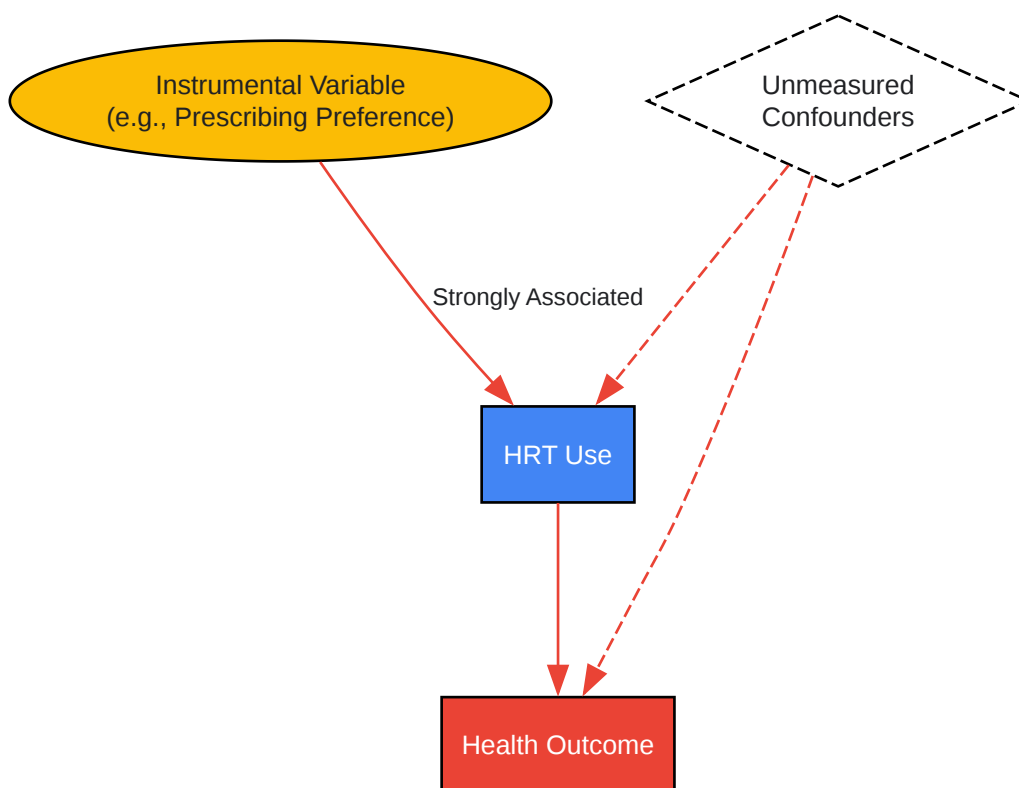 Instrumental Variable
(e.g., Prescribing Preference)
Unmeasured
Confounders
Strongly Associated
HRT Use
Health Outcome